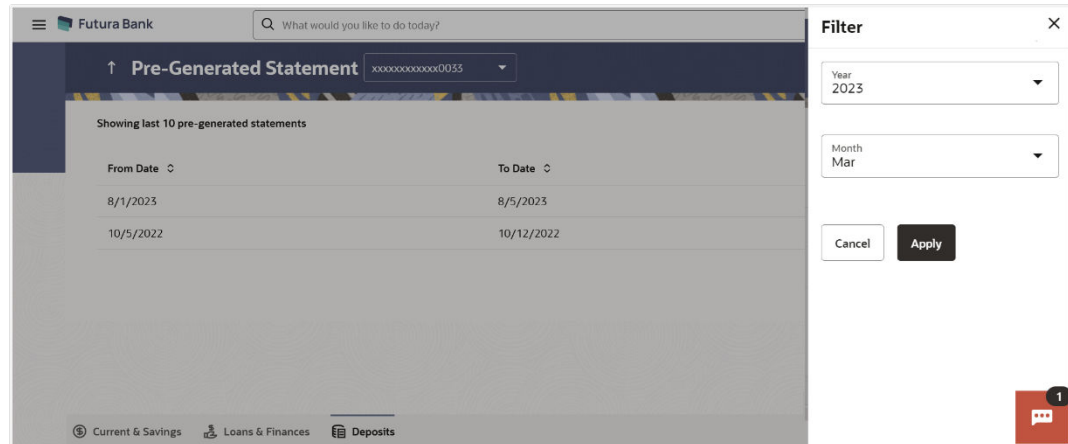 Futura Bank
What would you like to do today?
↑ Pre-Generated Statement xxxxxxxxxxxx0033
Showing last 10 pre-generated statements
From Date To Date
8/1/2023 8/5/2023
10/5/2022 10/12/2022
Current & Savings Loans & Finances Deposits
Filter
Year
2023
Month
Mar
Cancel Apply
1